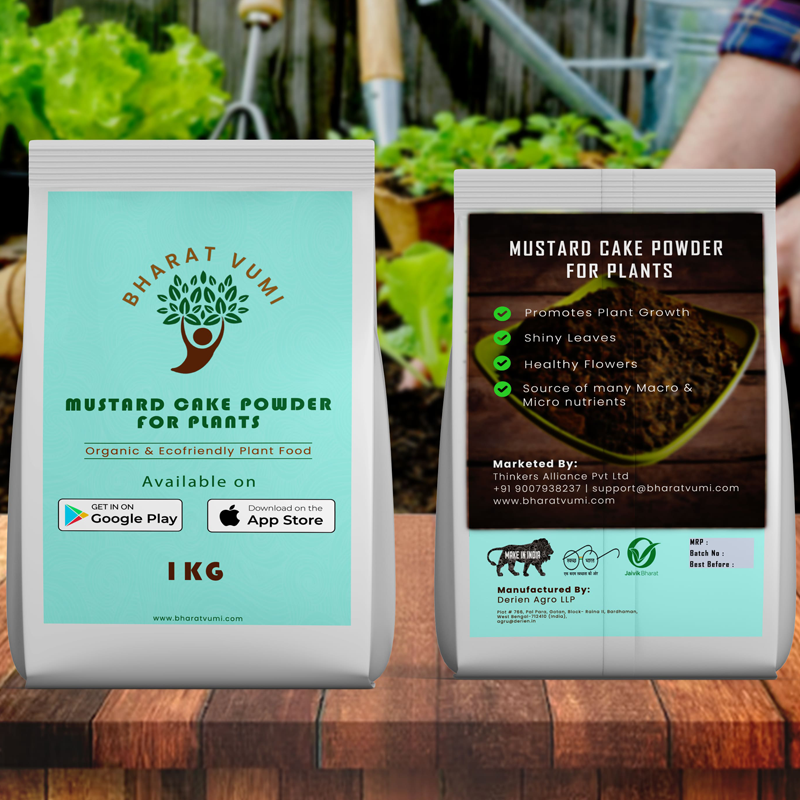 BHARAT VUMI
MUSTARD CAKE POWDER
FOR PLANTS
Organic & Ecofriendly Plant Food
Available on
GET IN ON
Google Play
Download on the
App Store
1 KG
www.bharatvumi.com
MUSTARD CAKE POWDER
FOR PLANTS
Promotes Plant Growth
Shiny Leaves
Healthy Flowers
Source of many Macro &
Micro nutrients
Marketed By:
Thinkers Alliance Pvt Ltd
+91 9007938237 | support@bharatvumi.com
www.bharatvumi.com
MAKE IN INDIA
Jaivik Bharat
MRP :
Batch No :
Best Before :
Manufactured By:
Derien Agro LLP
Plot # 768, Pal Para, Gotan, Block- Raina II, Bardhaman,
West Bengal-713410 (India),
agru@derien.in